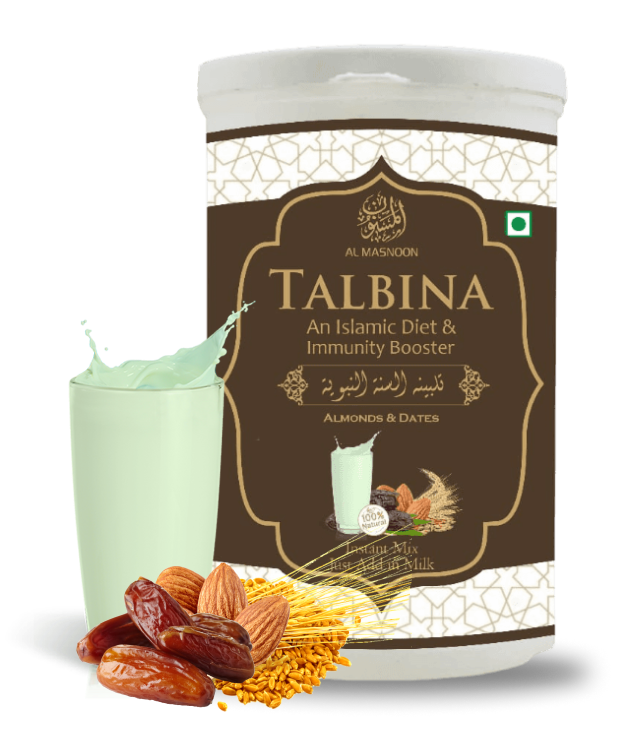 المسنون
AL MASNOON
TALBINA
An Islamic Diet &
Immunity Booster
تلبينه السنة النبوية
ALMONDS & DATES
100%
Natural
Instant Mix
Just Add in Milk